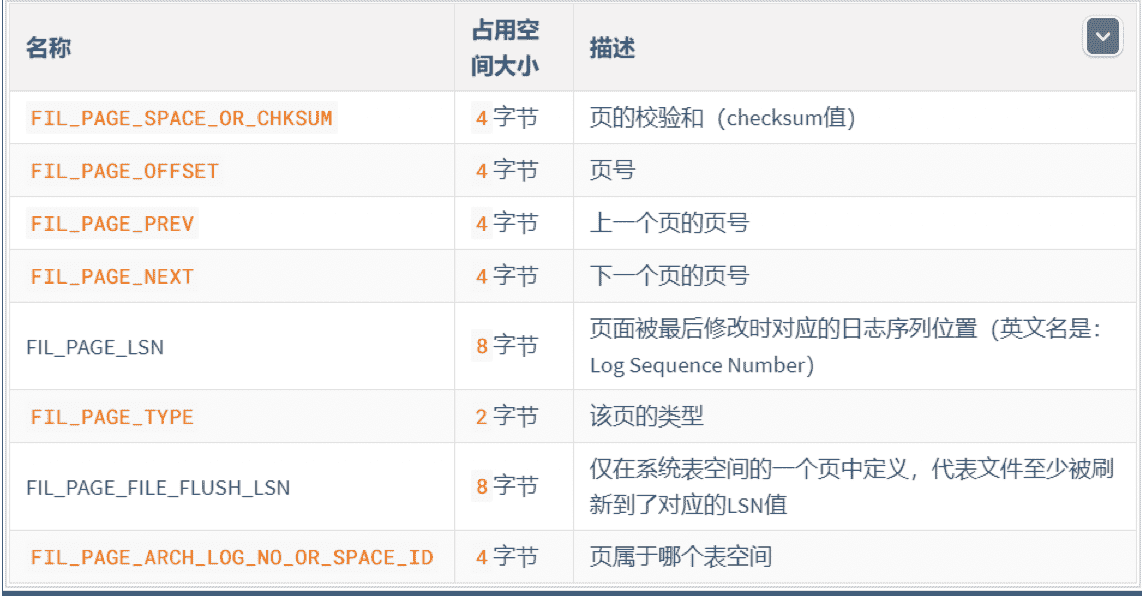 名称
占用空
间大小
描述
FIL_PAGE_SPACE_OR_CHKSUM
4 字节
页的校验和（checksum值）
FIL_PAGE_OFFSET
4 字节
页号
FIL_PAGE_PREV
4 字节
上一个页的页号
FIL_PAGE_NEXT
4 字节
下一个页的页号
FIL_PAGE_LSN
8 字节
页面被最后修改时对应的日志序列位置（英文名是：
Log Sequence Number）
FIL_PAGE_TYPE
2 字节
该页的类型
FIL_PAGE_FILE_FLUSH_LSN
8 字节
仅在系统表空间的一个页中定义，代表文件至少被刷
新到了对应的LSN值
FIL_PAGE_ARCH_LOG_NO_OR_SPACE_ID
4 字节
页属于哪个表空间